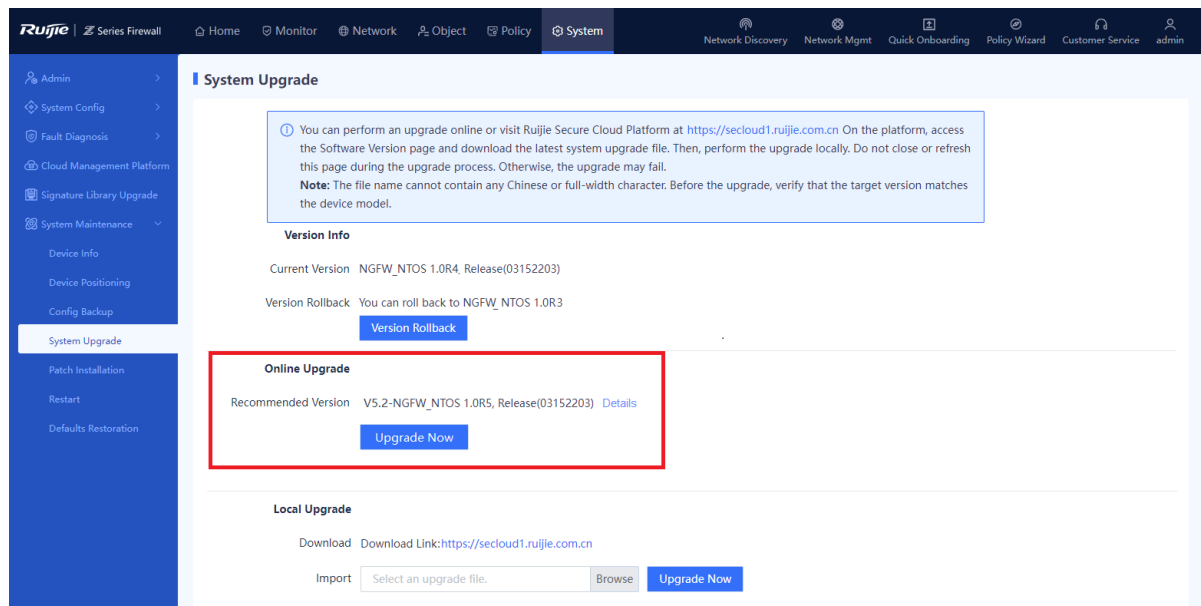 Ruijie | Z Series Firewall
Home
Monitor
Network
Object
Policy
System
Network Discovery
Network Mgmt
Quick Onboarding
Policy Wizard
Customer Service
admin
Admin
System Config
Fault Diagnosis
Cloud Management Platform
Signature Library Upgrade
System Maintenance
Device Info
Device Positioning
Config Backup
System Upgrade
Patch Installation
Restart
Defaults Restoration
System Upgrade
You can perform an upgrade online or visit Ruijie Secure Cloud Platform at https://secloud1.ruijie.com.cn On the platform, access
the Software Version page and download the latest system upgrade file. Then, perform the upgrade locally. Do not close or refresh
this page during the upgrade process. Otherwise, the upgrade may fail.
Note: The file name cannot contain any Chinese or full-width character. Before the upgrade, verify that the target version matches
the device model.
Version Info
Current Version NGFW_NTOS 1.0R4, Release(03152203)
Version Rollback You can roll back to NGFW_NTOS 1.0R3
Version Rollback
Online Upgrade
Recommended Version V5.2-NGFW_NTOS 1.0R5, Release(03152203) Details
Upgrade Now
Local Upgrade
Download Download Link:https://secloud1.ruijie.com.cn
Import Select an upgrade file. Browse Upgrade Now